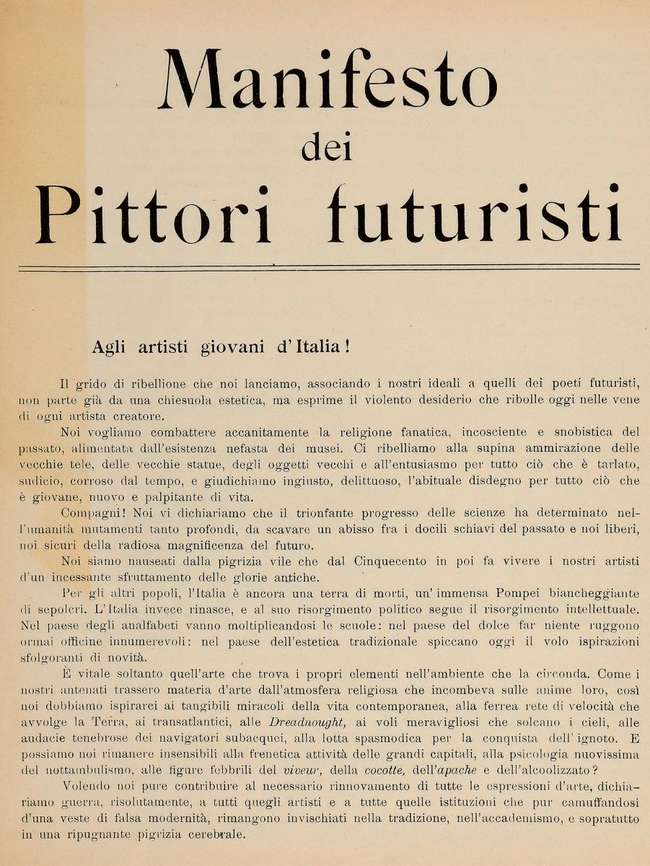 Manifesto
dei
Pittori futuristi
Agli artisti giovani d'Italia!
Il grido di ribellione che noi lanciamo, associando i nostri ideali a quelli dei poeti futuristi,
non parte già da una chiesuola estetica, ma esprime il violento desiderio che ribolle oggi nelle vene
di ogni artista creatore.
Noi vogliamo combattere accanitamente la religione fanatica, incosciente e snobistica del
passato, alimentata dall'esistenza nefasta dei musei. Ci ribelliamo alla supina ammirazione delle
vecchie tele, delle vecchie statue, degli oggetti vecchi e all'entusiasmo per tutto ciò che è tarlato,
sudicio, corroso dal tempo, e giudichiamo ingiusto, delittuoso, l'abituale disdegno per tutto ciò che
è giovane, nuovo e palpitante di vita.
Compagni! Noi vi dichiariamo che il trionfante progresso delle scienze ha determinato nel-
l'umanità mutamenti tanto profondi, da scavare un abisso fra i docili schiavi del passato e noi liberi,
noi sicuri della radiosa magnificenza del futuro.
Noi siamo nauseati dalla pigrizia vile che dal Cinquecento in poi fa vivere i nostri artisti
d'un incessante sfruttamento delle glorie antiche.
Per gli altri popoli, l'Italia è ancora una terra di morti, un' immensa Pompei biancheggiante
di sepolcri. L'Italia invece rinasce, e al suo risorgimento politico segue il risorgimento intellettuale.
Nel paese degli analfabeti vanno moltiplicandosi le scuole: nel paese del dolce far niente ruggono
ormai officine innumerevoli: nel paese dell'estetica tradizionale spiccano oggi il volo ispirazioni
sfolgoranti di novità.
È vitale soltanto quell'arte che trova i propri elementi nell'ambiente che la circonda. Come i
nostri antenati trassero materia d'arte dall'atmosfera religiosa che incombeva sulle anime loro, così
noi dobbiamo ispirarci ai tangibili miracoli della vita contemporanea, alla ferrea rete di velocità che
avvolge la Terra, ai transatlantici, alle Dreadnought, ai voli meravigliosi che solcano i cieli, alle
audacie tenebrose dei navigatori subacquei, alla lotta spasmodica per la conquista dell' ignoto. E
possiamo noi rimanere insensibili alla frenetica attività delle grandi capitali, alla psicologia nuovissima
del nottambulismo, alle figure febbrili del viveur, della cocotte, dell'apache e dell'alcoolizzato?
Volendo noi pure contribuire al necessario rinnovamento di tutte le espressioni d'arte, dichia-
riamo guerra, risolutamente, a tutti quegli artisti e a tutte quelle istituzioni che pur camuffandosi
d'una veste di falsa modernità, rimangono invischiati nella tradizione, nell'accademismo, e sopratutto
in una ripugnante pigrizia cerebrale.